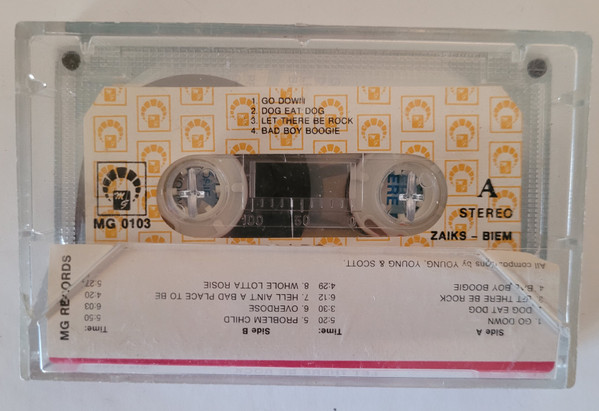 1. GO DOWN
2. DOG EAT DOG
3. LET THERE BE ROCK
4. BAD BOY BOOGIE
A
MG
MG 0103
100 50
STEREO
ZAIKS – BIEM
MG RECORDS
Side A Time: Side B Time:
1. GO DOWN 5:20 5. PROBLEM CHILD 5:50
2. DOG EAT DOG 3:30 6. OVERDOSE 6:03
3. LET THERE BE ROCK 6:12 7. HELL AIN'T A BAD PLACE TO BE 4:20
4. BAD BOY BOOGIE 4:29 8. WHOLE LOTTA ROSIE 5:27
All compositions by YOUNG, YOUNG & SCOTT.